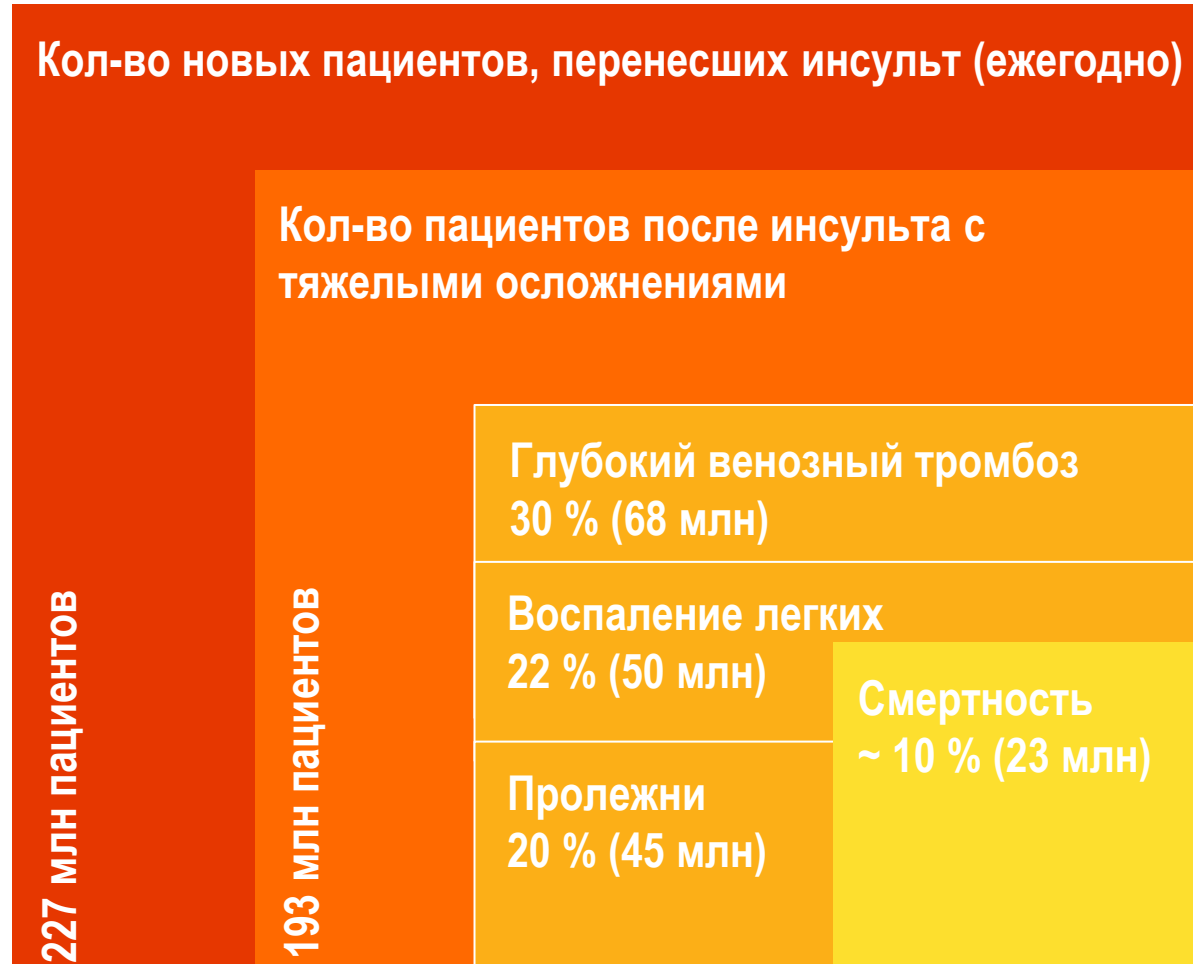 Кол-во новых пациентов, перенесших инсульт (ежегодно)
Кол-во пациентов после инсульта с
тяжелыми осложнениями
Глубокий венозный тромбоз
30 % (68 млн)
Воспаление легких
22 % (50 млн)
Смертность
~ 10 % (23 млн)
Пролежни
20 % (45 млн)
227 млн пациентов
193 млн пациентов